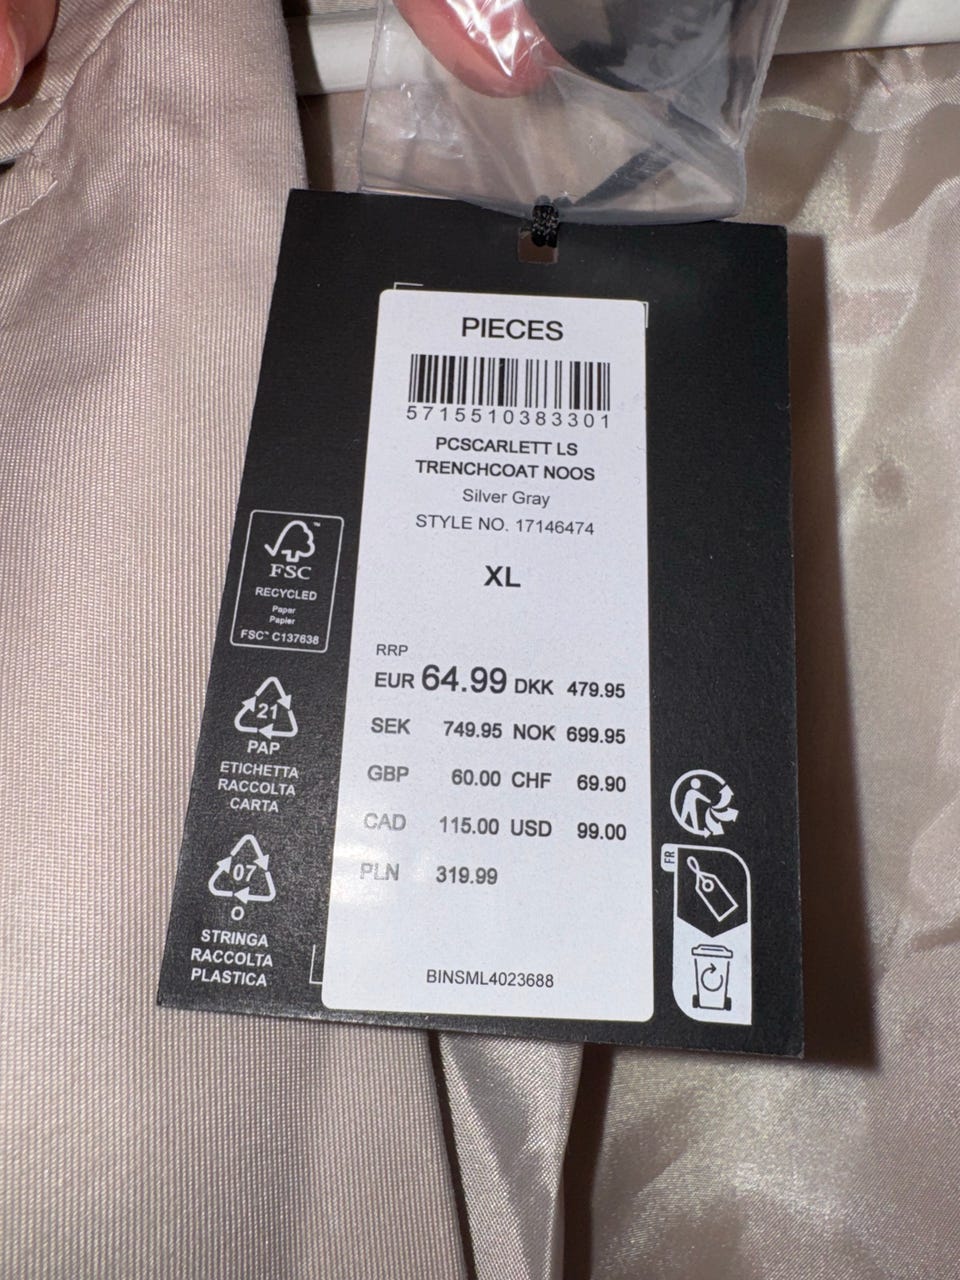 PIECES
5715510383301
PCSCARLETT LS
TRENCHCOAT NOOS
Silver Gray
STYLE NO. 17146474
XL
RRP
EUR 64.99 DKK 479.95
SEK 749.95 NOK 699.95
GBP 60.00 CHF 69.90
CAD 115.00 USD 99.00
PLN 319.99
BINSML4023688
FSC™
RECYCLED
Paper
Papier
FSC™ C137638
21
PAP
ETICHETTA
RACCOLTA
CARTA
07
O
STRINGA
RACCOLTA
PLASTICA
FR